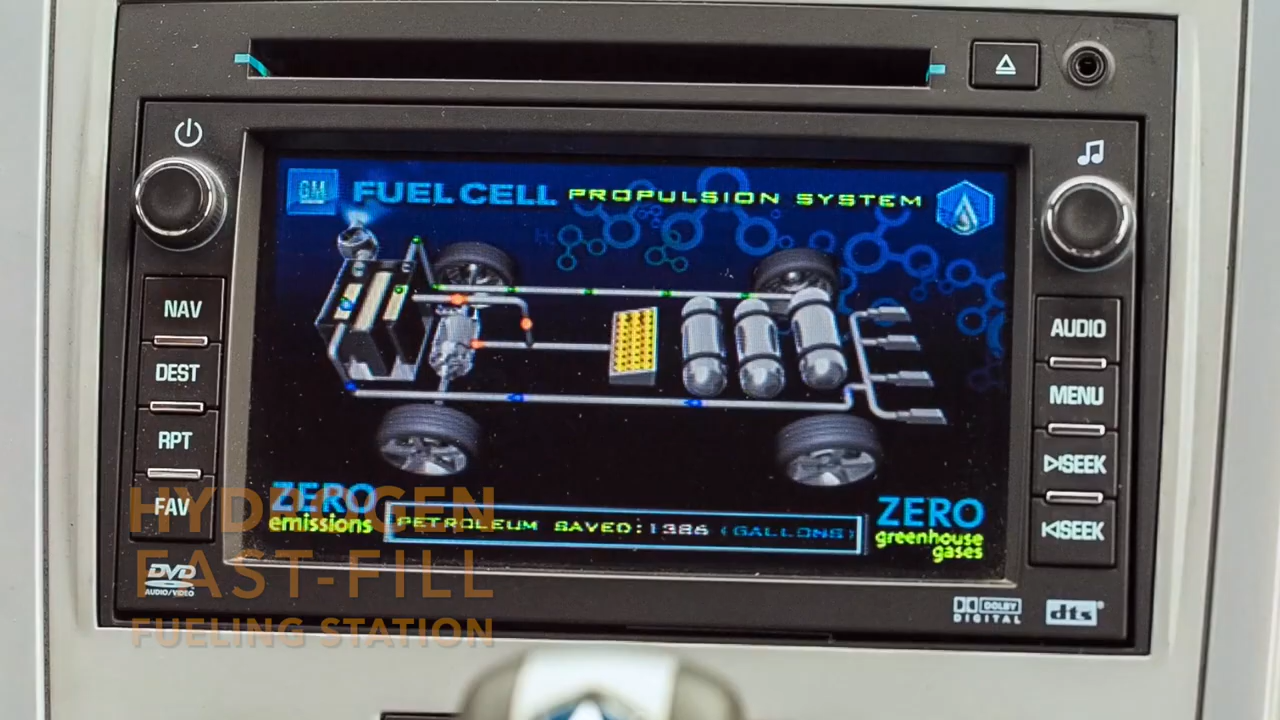 GM FUEL CELL PROPULSION SYSTEM
NAV
DEST
RPT
FAV
AUDIO
MENU
SEEK
SEEK
ZERO
emissions
PETROLEUM SAVED:1386 (GALLONS)
ZERO
greenhouse
gases
HYDROGEN
FAST-FILL
FUELING STATION
DVD
AUDIO/VIDEO
DOLBY
DIGITAL
dts